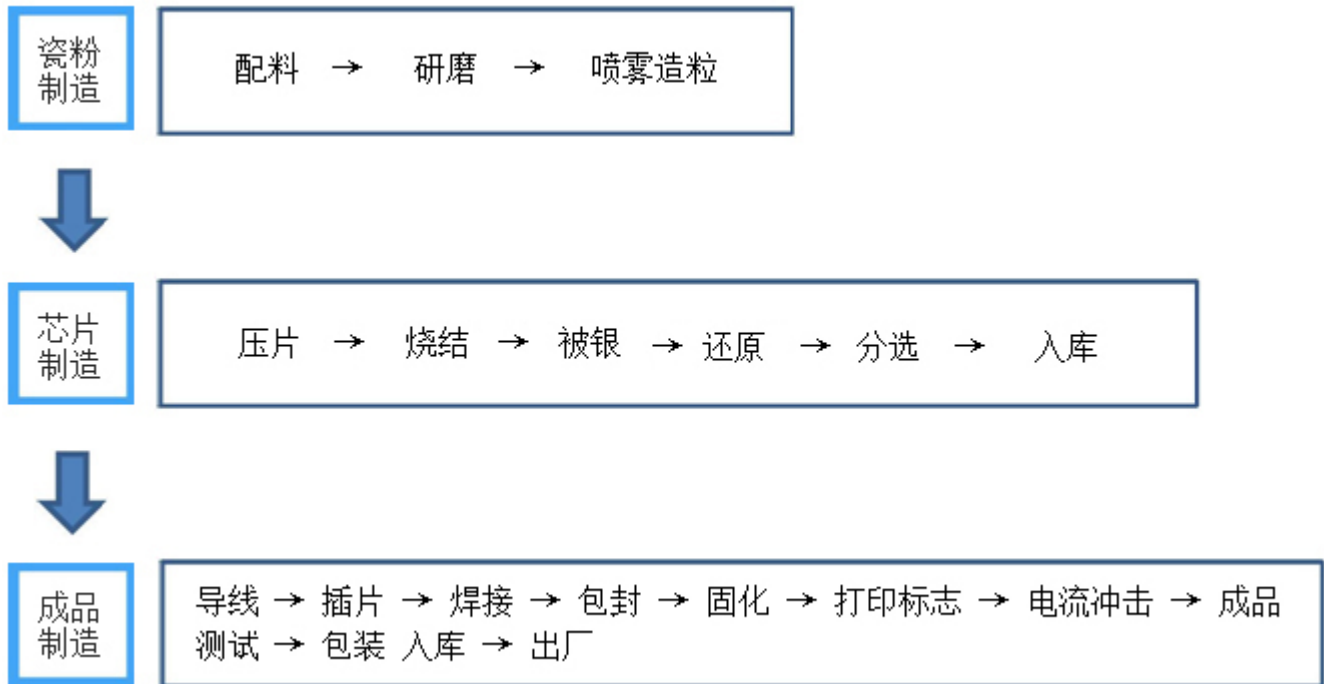 瓷粉
制造
配料 → 研磨 → 喷雾造粒
芯片
制造
压片 → 烧结 → 被银 → 还原 → 分选 → 入库
成品
制造
导线 → 插片 → 焊接 → 包封 → 固化 → 打印标志 → 电流冲击 → 成品
测试 → 包装 入库 → 出厂